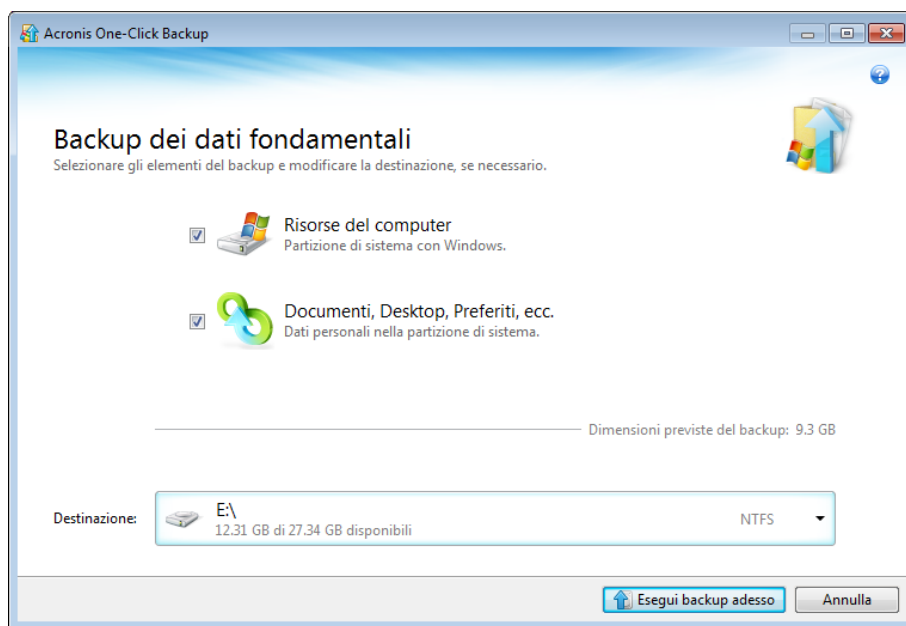 Acronis One-Click Backup
Backup dei dati fondamentali
Selezionare gli elementi del backup e modificare la destinazione, se necessario.
Risorse del computer
Partizione di sistema con Windows.
Documenti, Desktop, Preferiti, ecc.
Dati personali nella partizione di sistema.
Dimensioni previste del backup: 9.3 GB
Destinazione:
E:\
12.31 GB di 27.34 GB disponibili
NTFS
Esegui backup adesso
Annulla